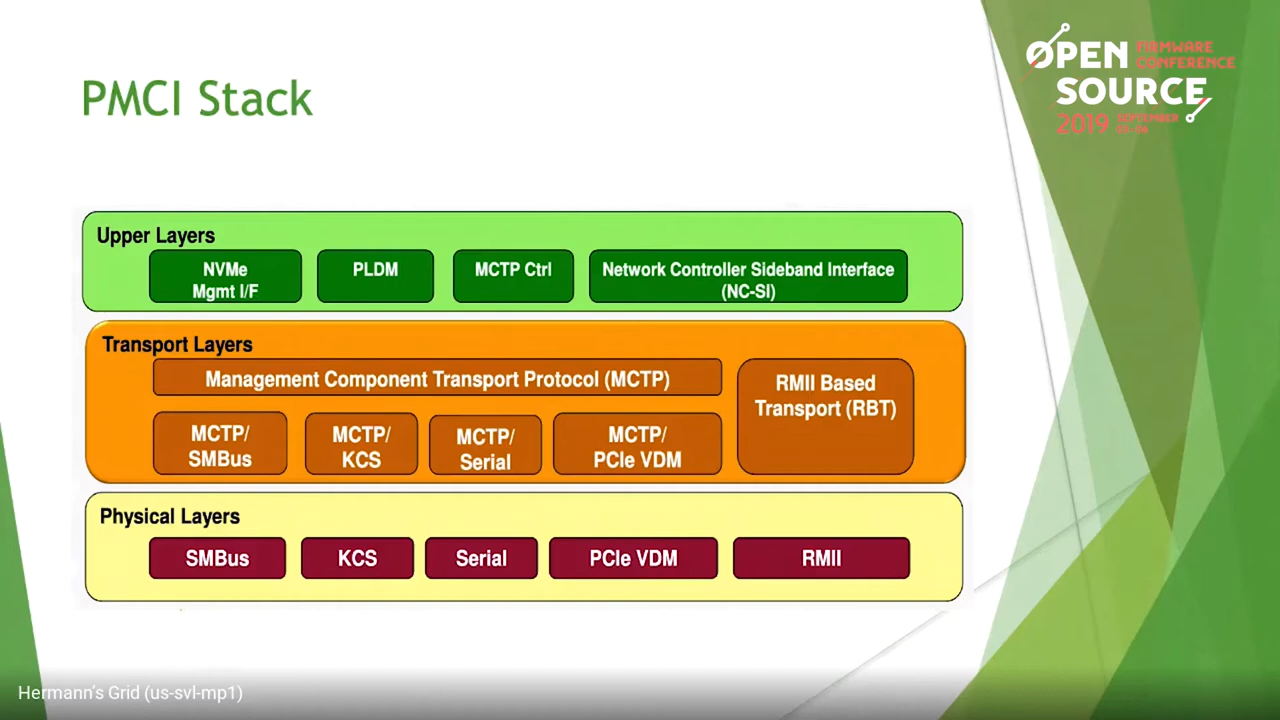 PMCI Stack
OPEN FIRMWARE
CONFERENCE
SOURCE
2019 SEPTEMBER
Upper Layers
NVMe
Mgmt I/F
PLDM
MCTP Ctrl
Network Controller Sideband Interface
(NC-SI)
Transport Layers
Management Component Transport Protocol (MCTP)
RMII Based
Transport (RBT)
MCTP/
SMBus
MCTP/
KCS
MCTP/
Serial
MCTP/
PCIe VDM
Physical Layers
SMBus
KCS
Serial
PCIe VDM
RMII
Hermann's Grid (us-svl-mp1)